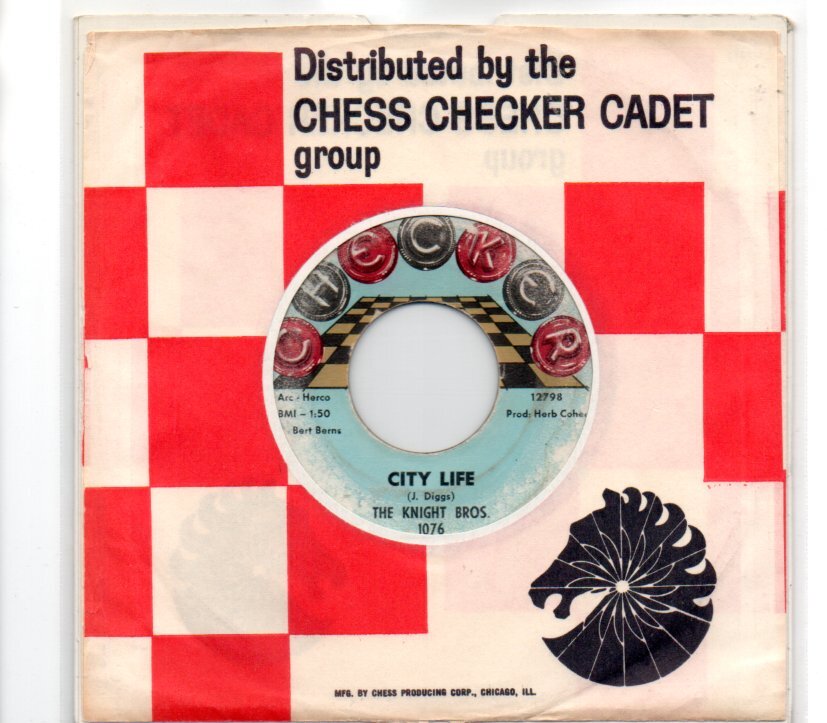 Distributed by the
CHESS CHECKER CADET
group
CHECKER
Arc - Herco
BMI - 1:50
Bert Berns
12798
Prod: Herb Cohen
CITY LIFE
(J. Diggs)
THE KNIGHT BROS.
1076
MFG. BY CHESS PRODUCING CORP., CHICAGO, ILL.